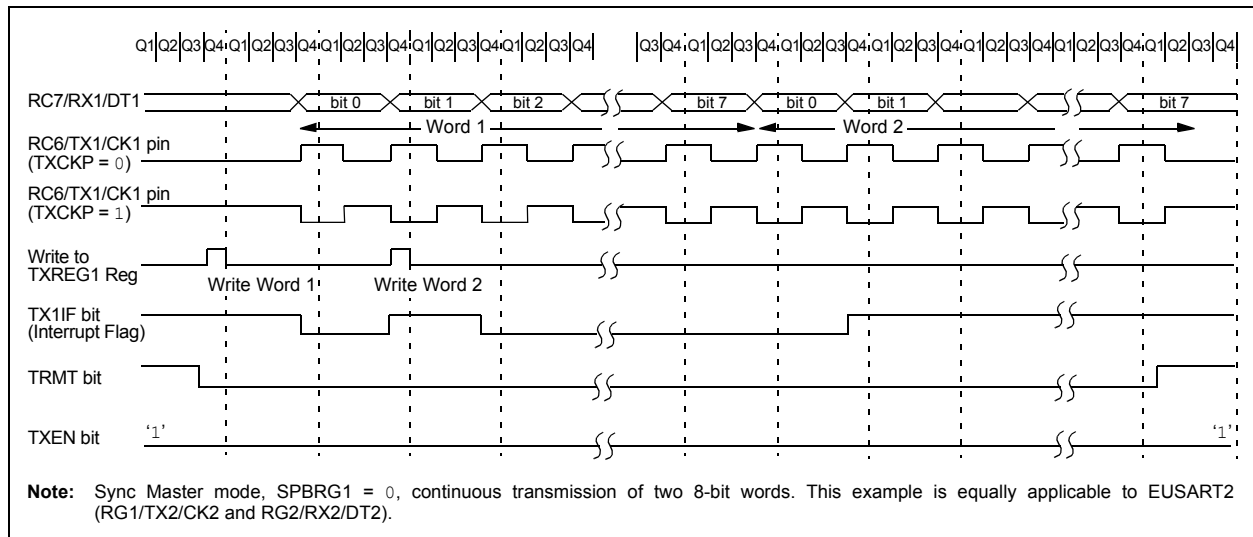 Q1 Q2 Q3 Q4 Q1 Q2 Q3 Q4 Q1 Q2 Q3 Q4 Q1 Q2 Q3 Q4 Q1 Q2 Q3 Q4 Q3 Q4 Q1 Q2 Q3 Q4 Q1 Q2 Q3 Q4 Q1 Q2 Q3 Q4 Q1 Q2 Q3 Q4 Q1 Q2 Q3 Q4 Q1 Q2 Q3 Q4
RC7/RX1/DT1 bit 0 bit 1 bit 2 bit 7 bit 0 bit 1 bit 7
Word 1 Word 2
RC6/TX1/CK1 pin
(TXCKP = 0)
RC6/TX1/CK1 pin
(TXCKP = 1)
Write to
TXREG1 Reg
Write Word 1 Write Word 2
TX1IF bit
(Interrupt Flag)
TRMT bit
TXEN bit ‘1’ ‘1’
Note: Sync Master mode, SPBRG1 = 0, continuous transmission of two 8-bit words. This example is equally applicable to EUSART2
(RG1/TX2/CK2 and RG2/RX2/DT2).